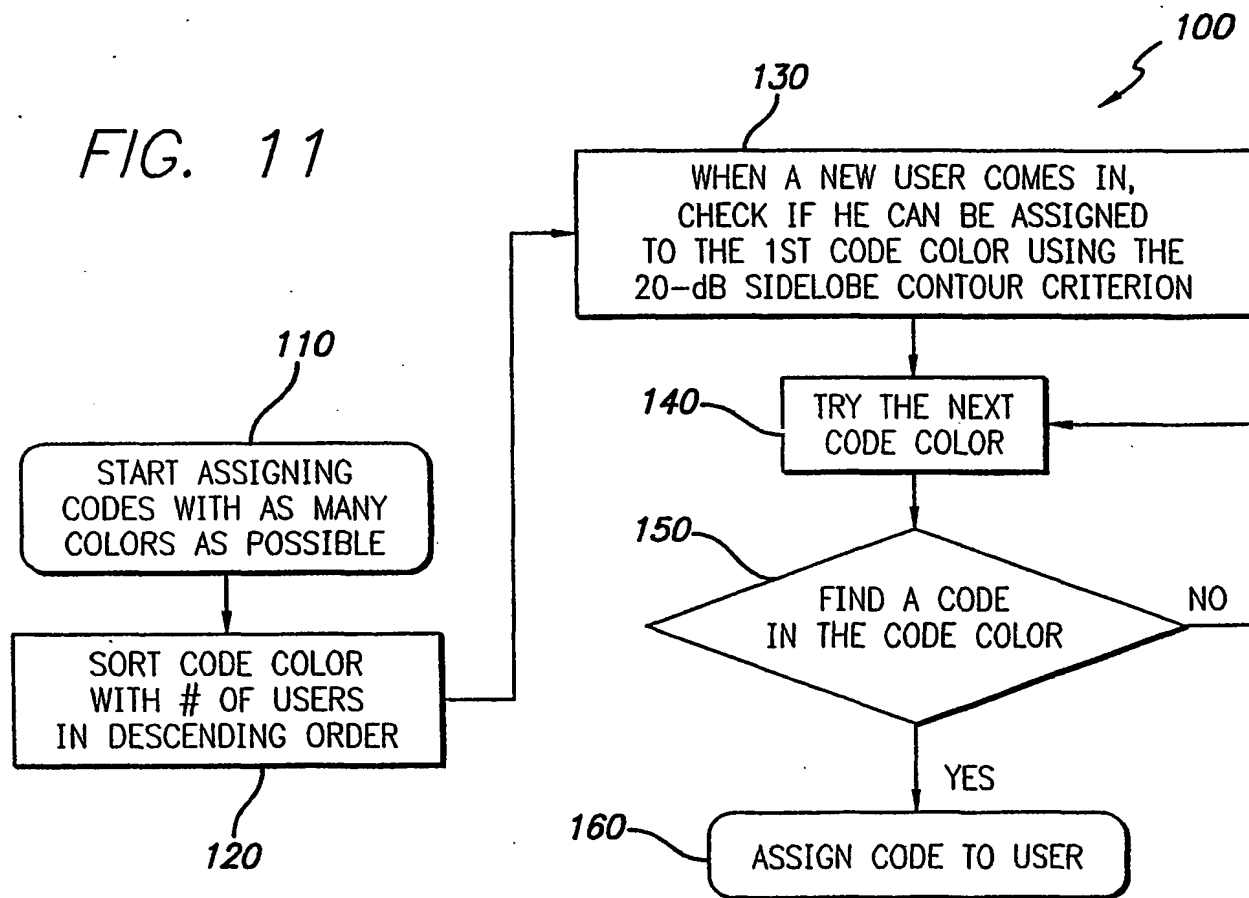 FIG. 11
100
110
START ASSIGNING
CODES WITH AS MANY
COLORS AS POSSIBLE
SORT CODE COLOR
WITH # OF USERS
IN DESCENDING ORDER
120
130
WHEN A NEW USER COMES IN,
CHECK IF HE CAN BE ASSIGNED
TO THE 1ST CODE COLOR USING THE
20-dB SIDELOBE CONTOUR CRITERION
140
TRY THE NEXT
CODE COLOR
150
FIND A CODE
IN THE CODE COLOR
NO
YES
160
ASSIGN CODE TO USER